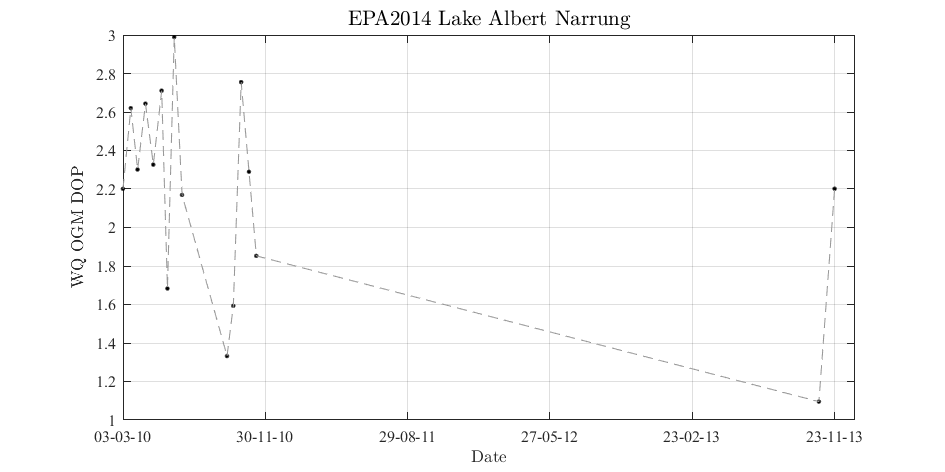 EPA2014 Lake Albert Narrung
3
2.8
2.6
2.4
2.2
2
1.8
1.6
1.4
1.2
1
WQ OGM DOP
03-03-10 30-11-10 29-08-11 27-05-12 23-02-13 23-11-13
Date